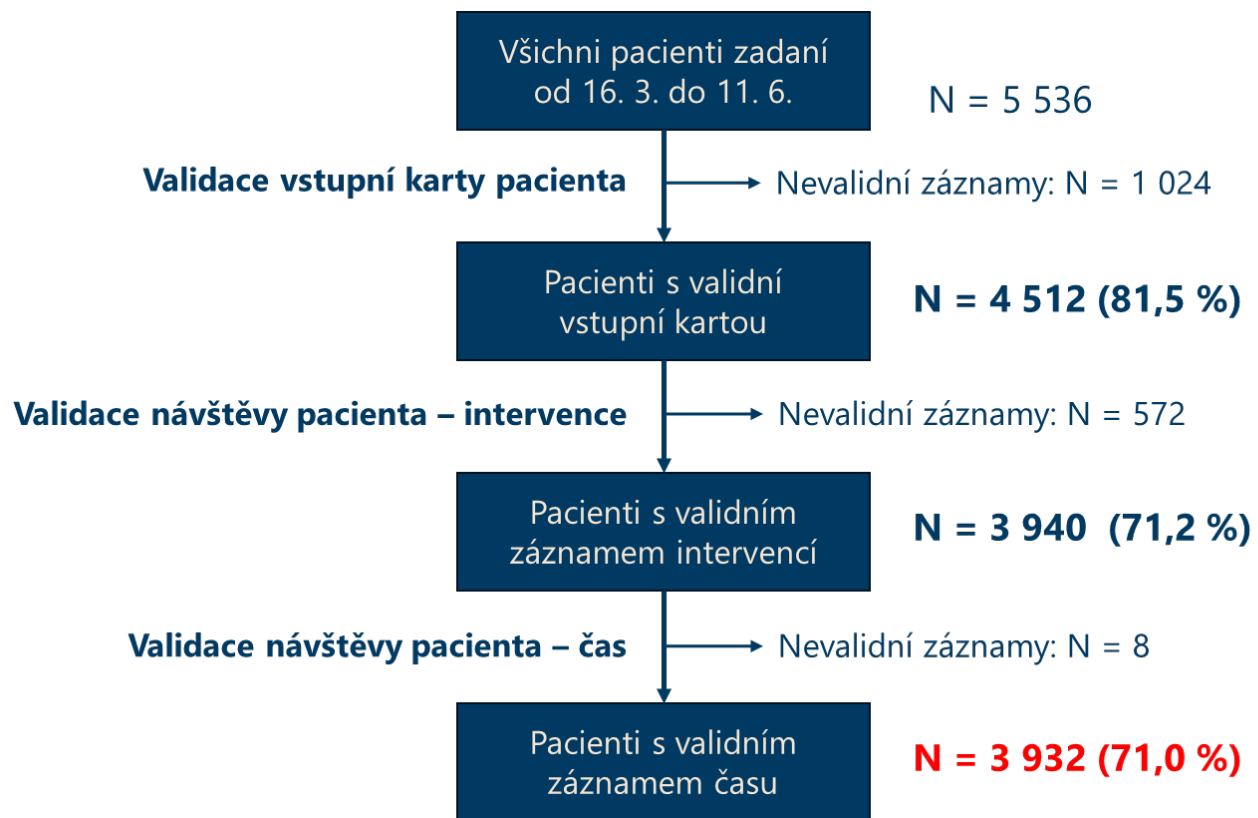 Všichni pacienti zadaní
od 16. 3. do 11. 6.
N = 5 536
Validace vstupní karty pacienta
Nevalidní záznamy: N = 1 024
Pacienti s validní
vstupní kartou
N = 4 512 (81,5 %)
Validace návštěvy pacienta – intervence
Nevalidní záznamy: N = 572
Pacienti s validním
záznamem intervencí
N = 3 940 (71,2 %)
Validace návštěvy pacienta – čas
Nevalidní záznamy: N = 8
Pacienti s validním
záznamem času
N = 3 932 (71,0 %)